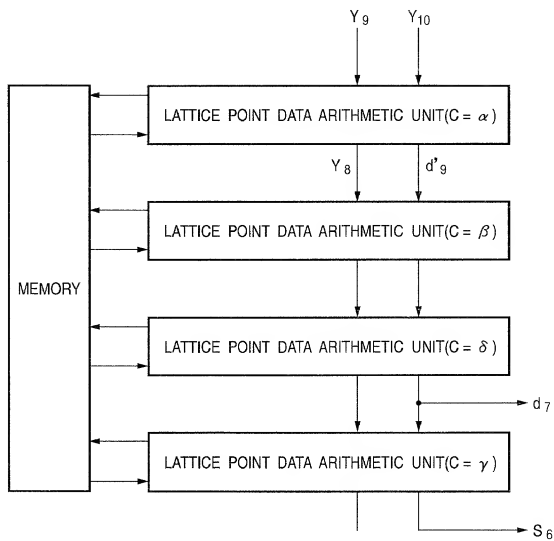 Y9 Y10
LATTICE POINT DATA ARITHMETIC UNIT(C = α)
Y8 d'9
LATTICE POINT DATA ARITHMETIC UNIT(C = β)
MEMORY
LATTICE POINT DATA ARITHMETIC UNIT(C = δ)
d7
LATTICE POINT DATA ARITHMETIC UNIT(C = γ)
S6